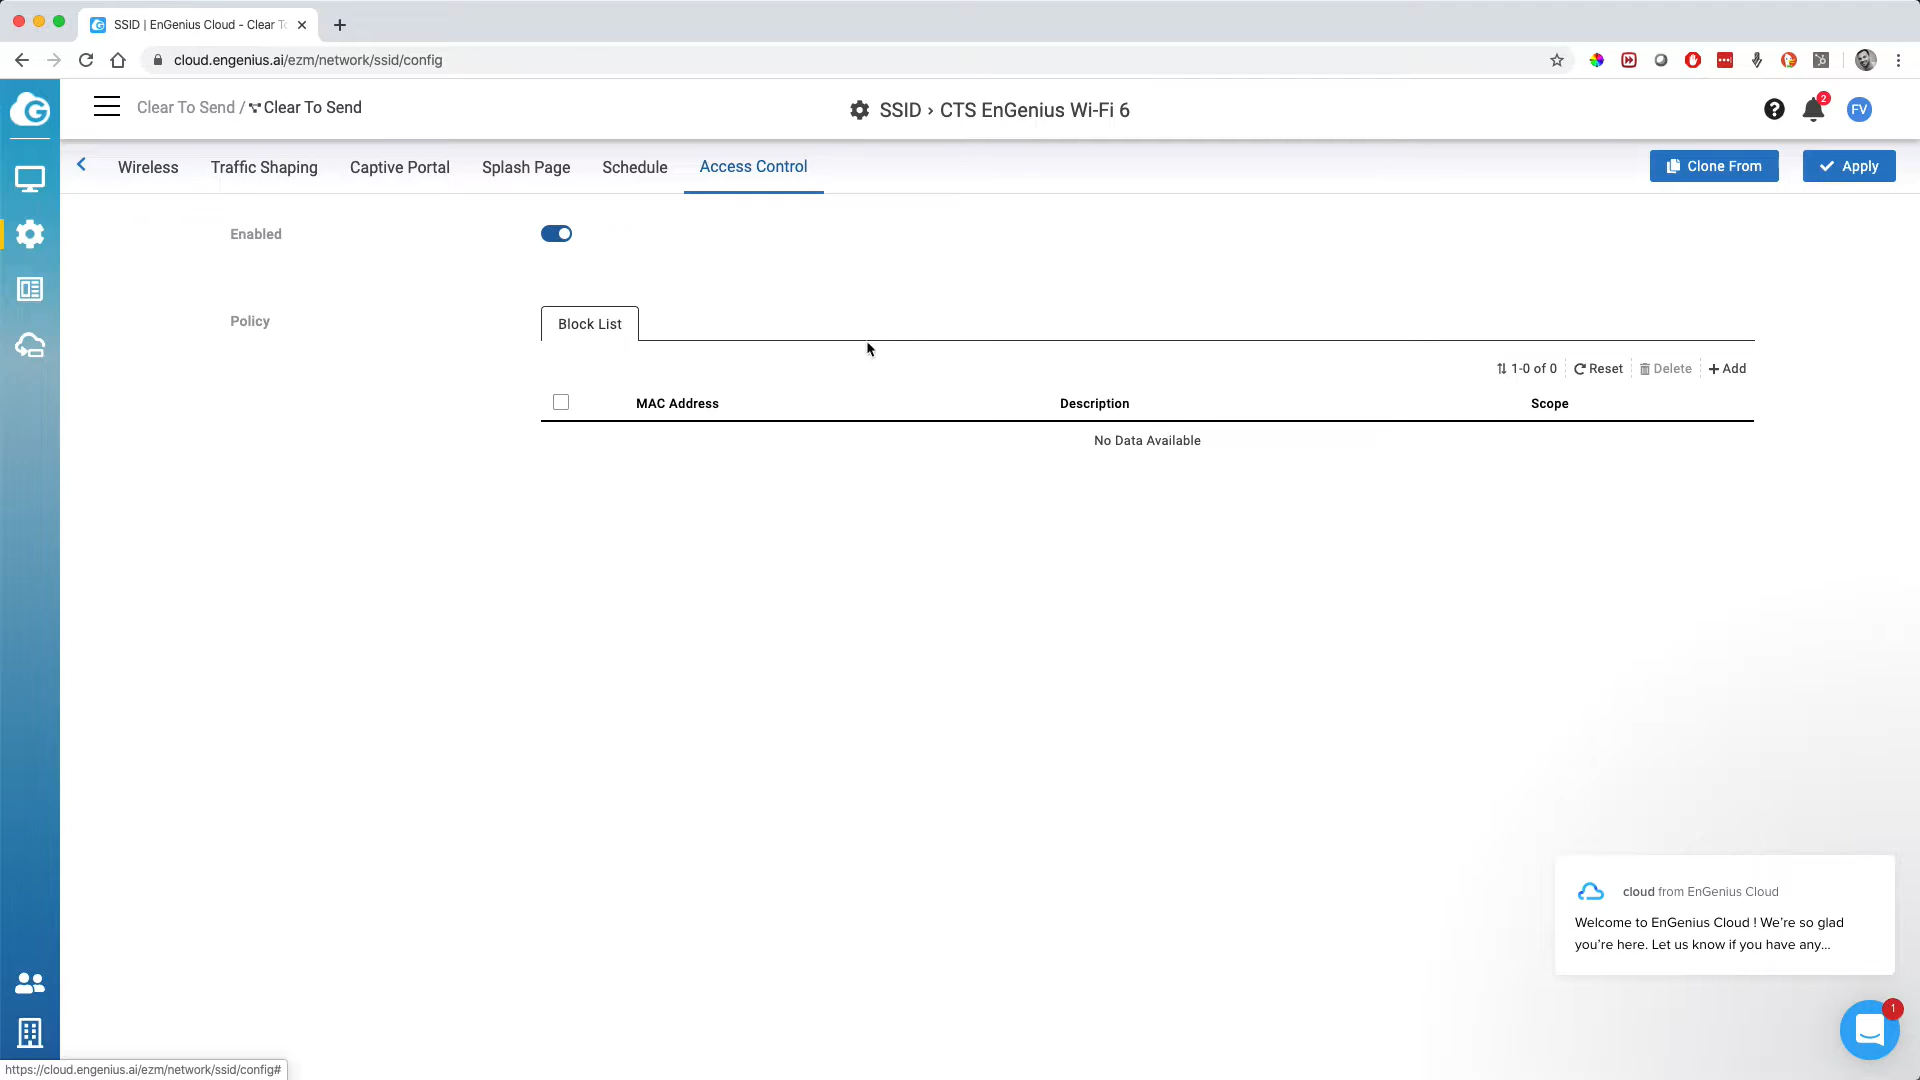 SSID | EnGenius Cloud - Clear T
cloud.engenius.ai/ezm/network/ssid/config
Clear To Send / Clear To Send
SSID › CTS EnGenius Wi-Fi 6
2
FV
Wireless
Traffic Shaping
Captive Portal
Splash Page
Schedule
Access Control
Clone From
Apply
Enabled
Policy
Block List
1-0 of 0
Reset
Delete
+ Add
MAC Address
Description
Scope
No Data Available
cloud from EnGenius Cloud
Welcome to EnGenius Cloud ! We're so glad
you're here. Let us know if you have any...
1
https://cloud.engenius.ai/ezm/network/ssid/config#